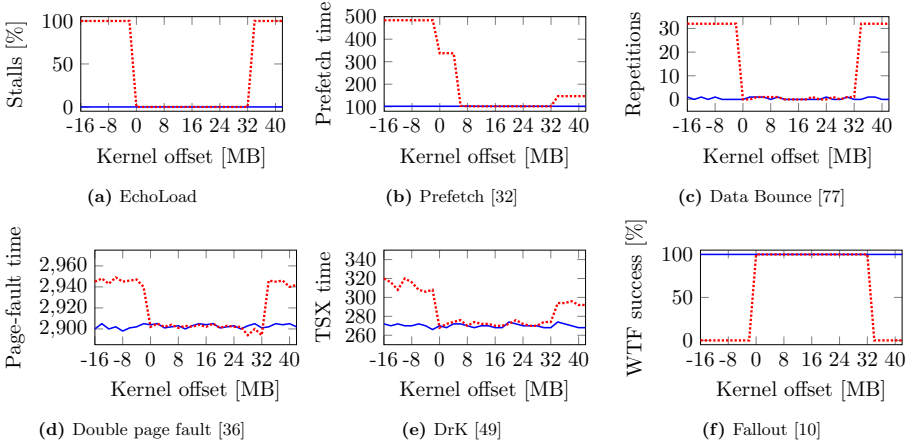 Stalls [%]
100
50
0
-16 -8 0 8 16 24 32 40
Kernel offset [MB]
(a) EchoLoad
Prefetch time
500
400
300
200
100
-16 -8 0 8 16 24 32 40
Kernel offset [MB]
(b) Prefetch [32]
Repetitions
30
20
10
0
-16 -8 0 8 16 24 32 40
Kernel offset [MB]
(c) Data Bounce [77]
Page-fault time
2,960
2,940
2,920
2,900
-16 -8 0 8 16 24 32 40
Kernel offset [MB]
(d) Double page fault [36]
TSX time
340
320
300
280
260
-16 -8 0 8 16 24 32 40
Kernel offset [MB]
(e) DrK [49]
WTF success [%]
100
50
0
-16 -8 0 8 16 24 32 40
Kernel offset [MB]
(f) Fallout [10]